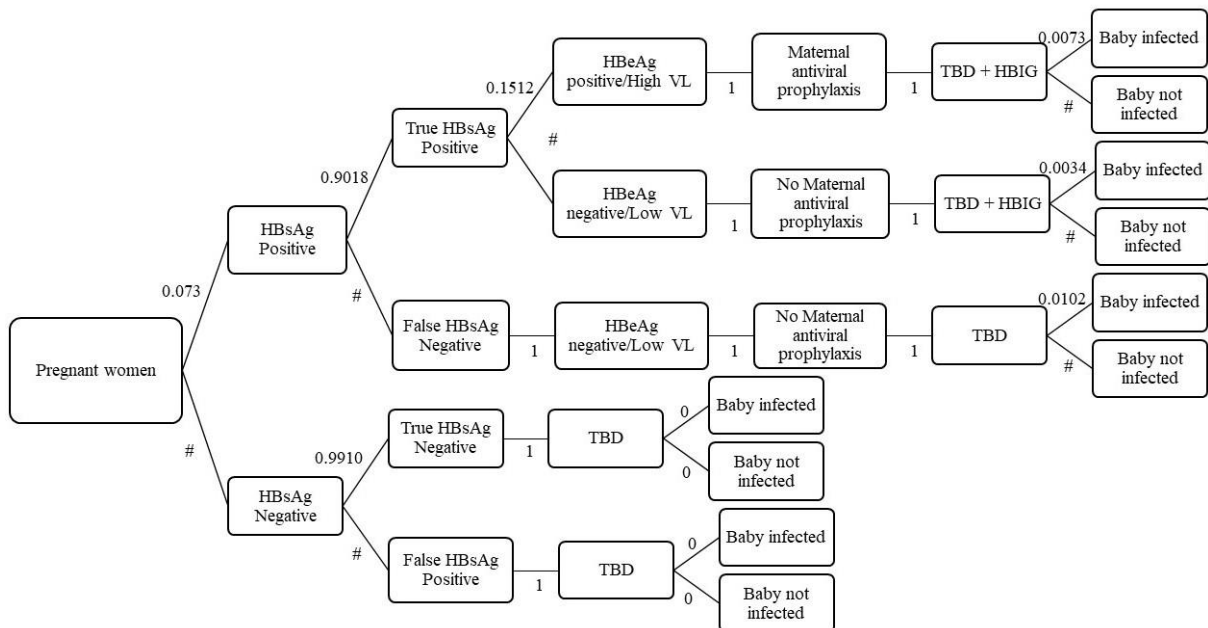 0.0073
Baby infected
HBeAg
positive/High VL
Maternal
antiviral
prophylaxis
TBD + HBIG
1
1
#
Baby not
infected
0.1512
True HBsAg
Positive
#
0.9018
HBeAg
negative/Low VL
1
No Maternal
antiviral
prophylaxis
1
TBD + HBIG
0.0034
Baby infected
#
Baby not
infected
HBsAg
Positive
0.073
#
False HBsAg
Negative
1
HBeAg
negative/Low VL
1
No Maternal
antiviral
prophylaxis
1
TBD
0.0102
Baby infected
#
Baby not
infected
Pregnant women
#
0.9910
True HBsAg
Negative
1
TBD
0
Baby infected
0
Baby not
infected
HBsAg
Negative
#
False HBsAg
Positive
1
TBD
0
Baby infected
0
Baby not
infected